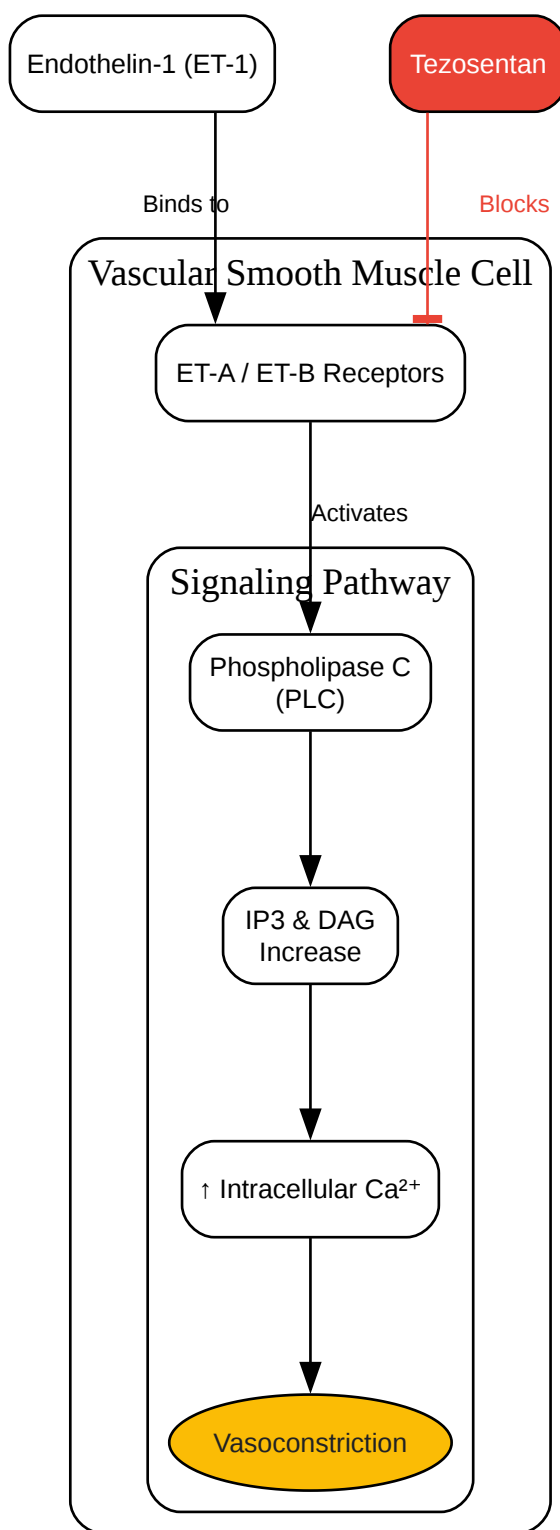 Endothelin-1 (ET-1)
Tezosentan
Binds to
Blocks
Vascular Smooth Muscle Cell
ET-A / ET-B Receptors
Activates
Signaling Pathway
Phospholipase C
(PLC)
IP3 & DAG
Increase
↑ Intracellular Ca²⁺
Vasoconstriction